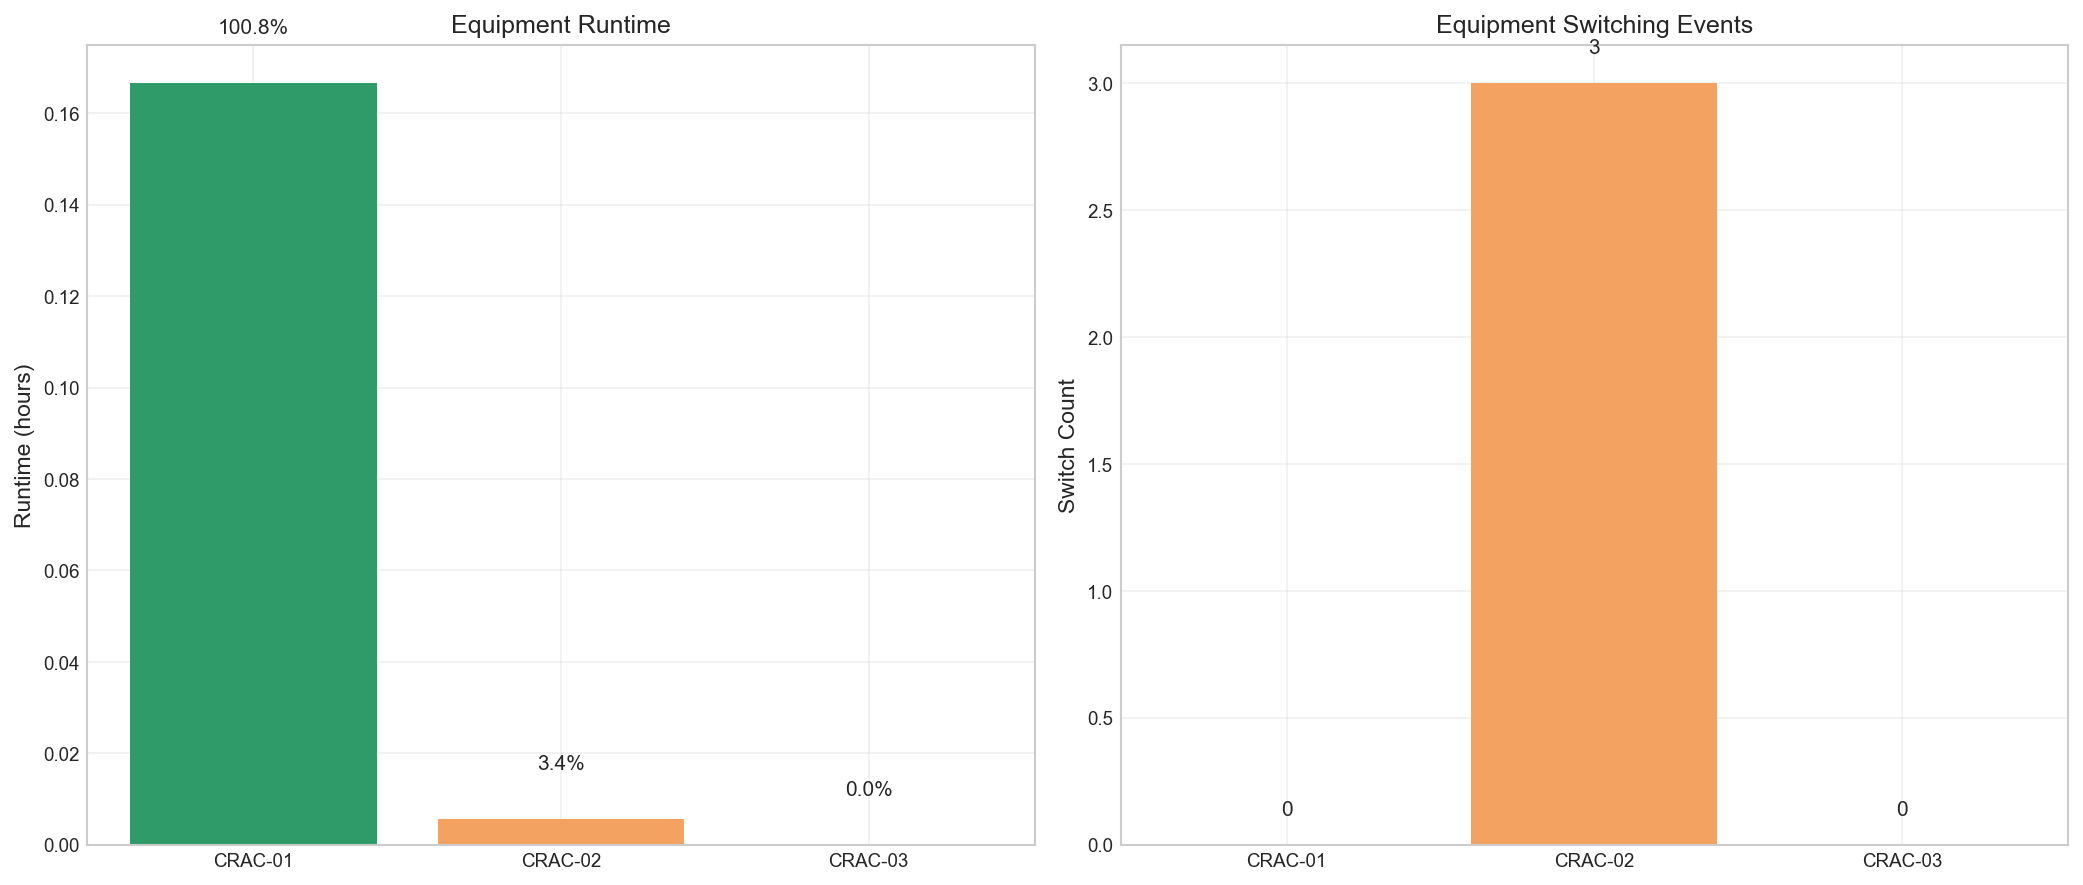 Equipment Runtime
100.8%
3.4%
0.0%
0.16
0.14
0.12
0.10
0.08
0.06
0.04
0.02
0.00
Runtime (hours)
CRAC-01
CRAC-02
CRAC-03
Equipment Switching Events
3
0
0
3.0
2.5
2.0
1.5
1.0
0.5
0.0
Switch Count
CRAC-01
CRAC-02
CRAC-03